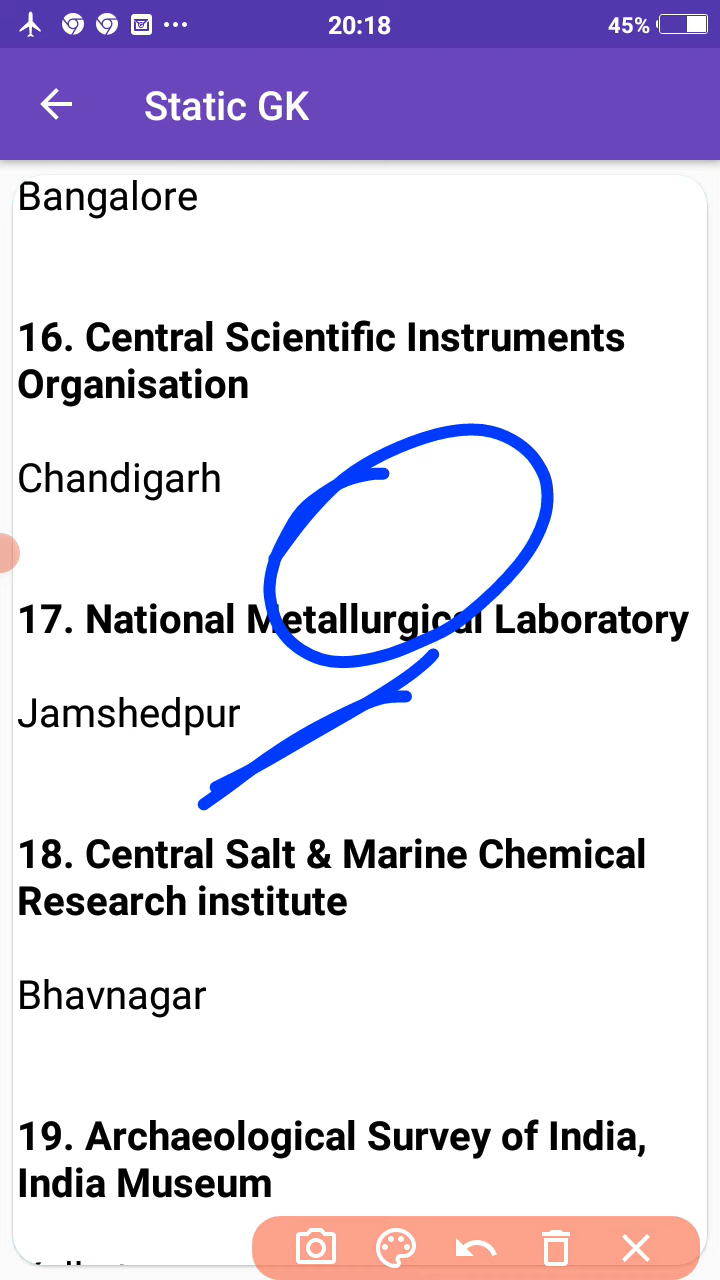 20:18
45%
Static GK
Bangalore
16. Central Scientific Instruments
Organisation
Chandigarh
17. National Metallurgical Laboratory
Jamshedpur
18. Central Salt & Marine Chemical
Research institute
Bhavnagar
19. Archaeological Survey of India,
India Museum